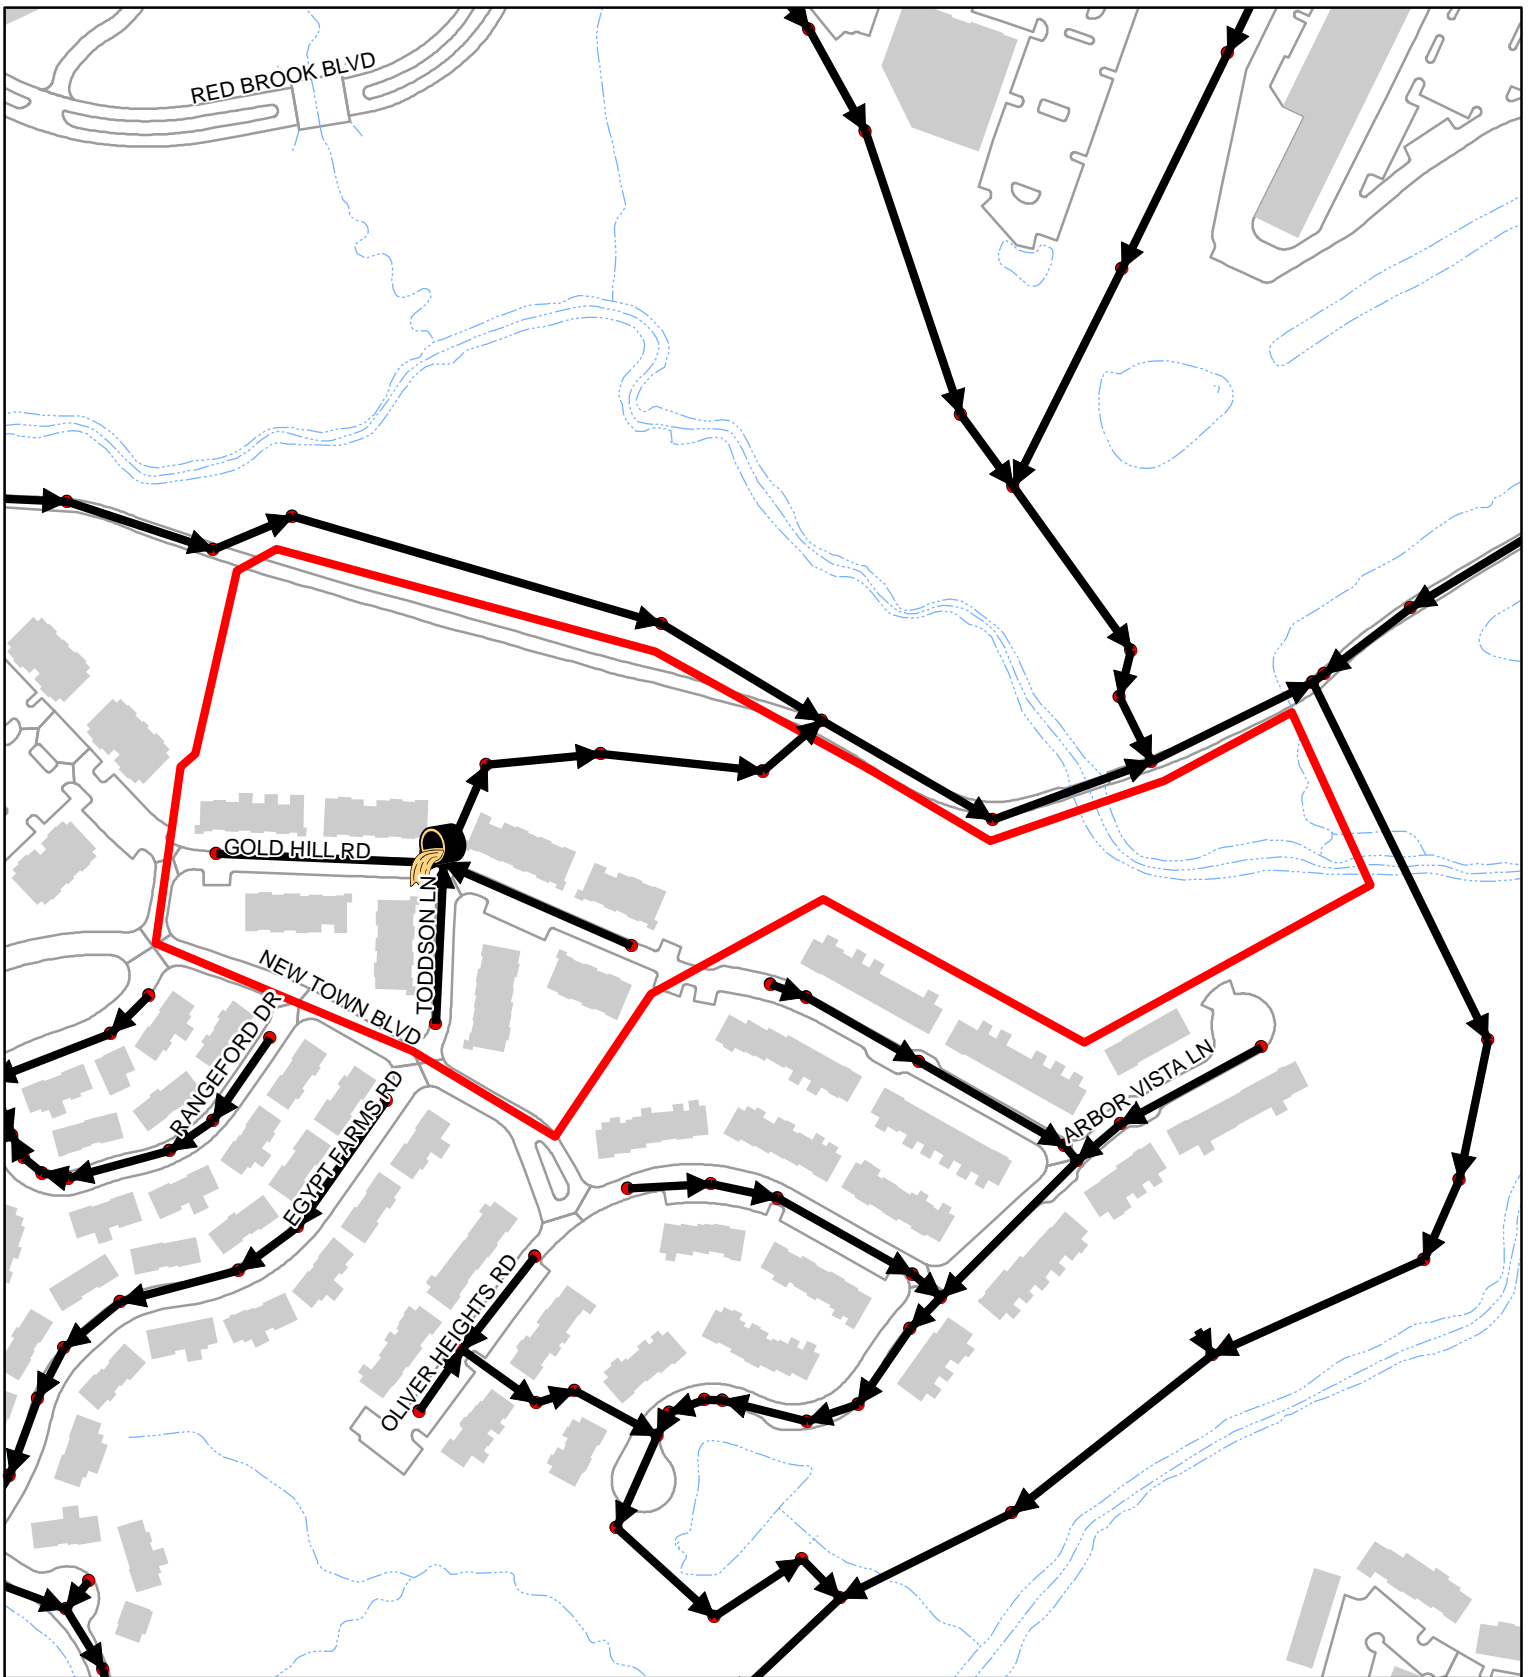 RED BROOK BLVD
GOLD HILL RD
TODDSON LN
NEW TOWN BLVD
RANGEFORD DR
EGYPT FARMS RD
ARBOR VISTA LN
OLIVER HEIGHTS RD